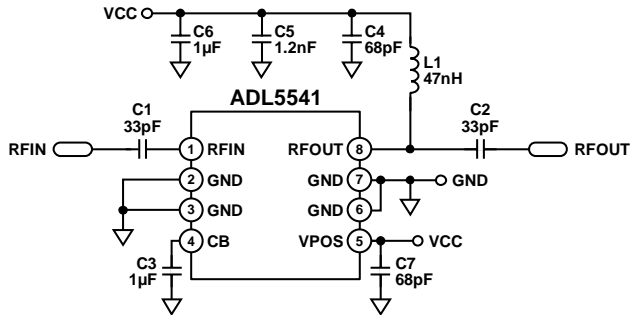 VCC
C6
1µF
C5
1.2nF
C4
68pF
L1
47nH
ADL5541
C1
33pF
C2
33pF
RFIN
1
RFIN
RFOUT
8
RFOUT
2
GND
GND
7
GND
3
GND
GND
6
4
CB
VPOS
5
VCC
C3
1µF
C7
68pF